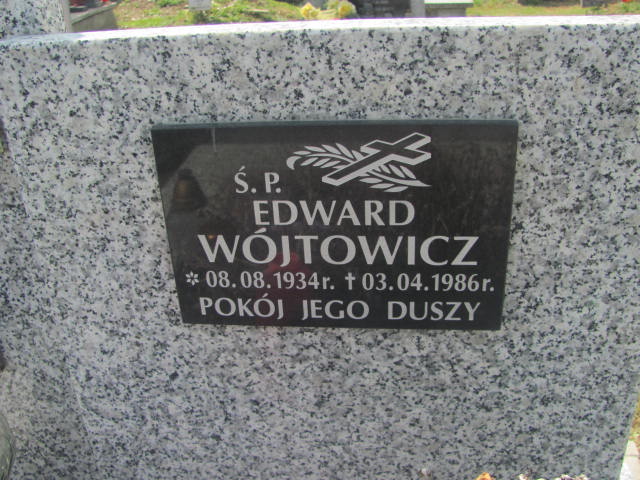 Ś. P.
EDWARD
WÓJTOWICZ
* 08.08.1934r. ✝ 03.04.1986r.
POKÓJ JEGO DUSZY